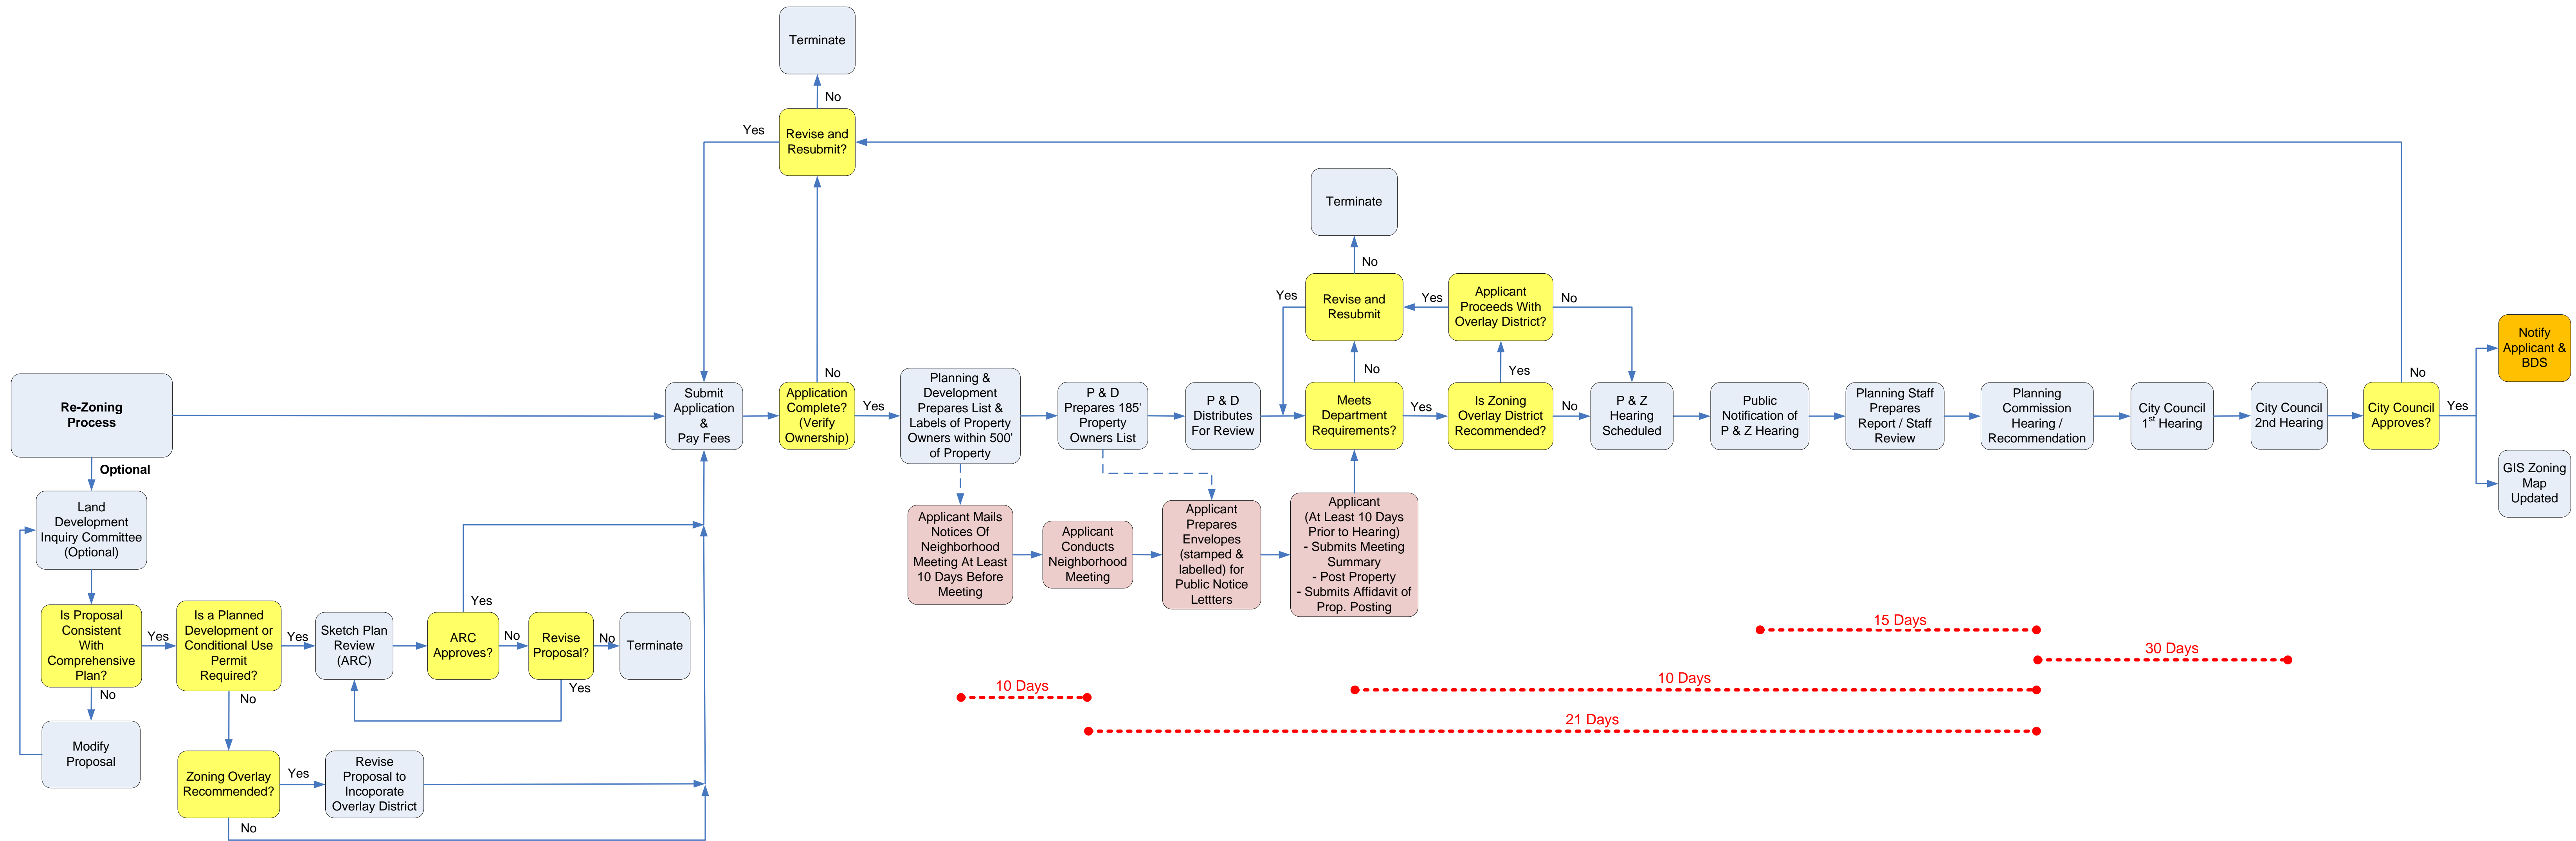 Terminate
No
Revise and
Resubmit?
Yes
No
Terminate
No
Revise and
Resubmit
Yes
Yes
Applicant
Proceeds With
Overlay District?
No
Re-Zoning
Process
Optional
Submit
Application
&
Pay Fees
Application
Complete?
(Verify
Ownership)
No
Yes
Planning &
Development
Prepares List &
Labels of Property
Owners within 500'
of Property
P & D
Prepares 185'
Property
Owners List
P & D
Distributes
For Review
Meets
Department
Requirements?
No
Yes
Is Zoning
Overlay District
Recommended?
Yes
No
P & Z
Hearing
Scheduled
Public
Notification of
P & Z Hearing
Planning Staff
Prepares
Report / Staff
Review
Planning
Commission
Hearing /
Recommendation
City Council
1st Hearing
City Council
2nd Hearing
City Council
Approves?
Yes
Notify
Applicant &
BDS
GIS Zoning
Map
Updated
Land
Development
Inquiry Committee
(Optional)
Applicant Mails
Notices Of
Neighborhood
Meeting At Least
10 Days Before
Meeting
Applicant
Conducts
Neighborhood
Meeting
Applicant
Prepares
Envelopes
(stamped &
labelled) for
Public Notice
Lettters
Applicant
(At Least 10 Days
Prior to Hearing)
- Submits Meeting
Summary
- Post Property
- Submits Affidavit of
Prop. Posting
Is Proposal
Consistent
With
Comprehensive
Plan?
Yes
No
Is a Planned
Development or
Conditional Use
Permit
Required?
Yes
No
Sketch Plan
Review
(ARC)
ARC
Approves?
Yes
No
Revise
Proposal?
No
Yes
Terminate
Modify
Proposal
Zoning Overlay
Recommended?
Yes
No
Revise
Proposal to
Incoporate
Overlay District
15 Days
30 Days
10 Days
10 Days
21 Days